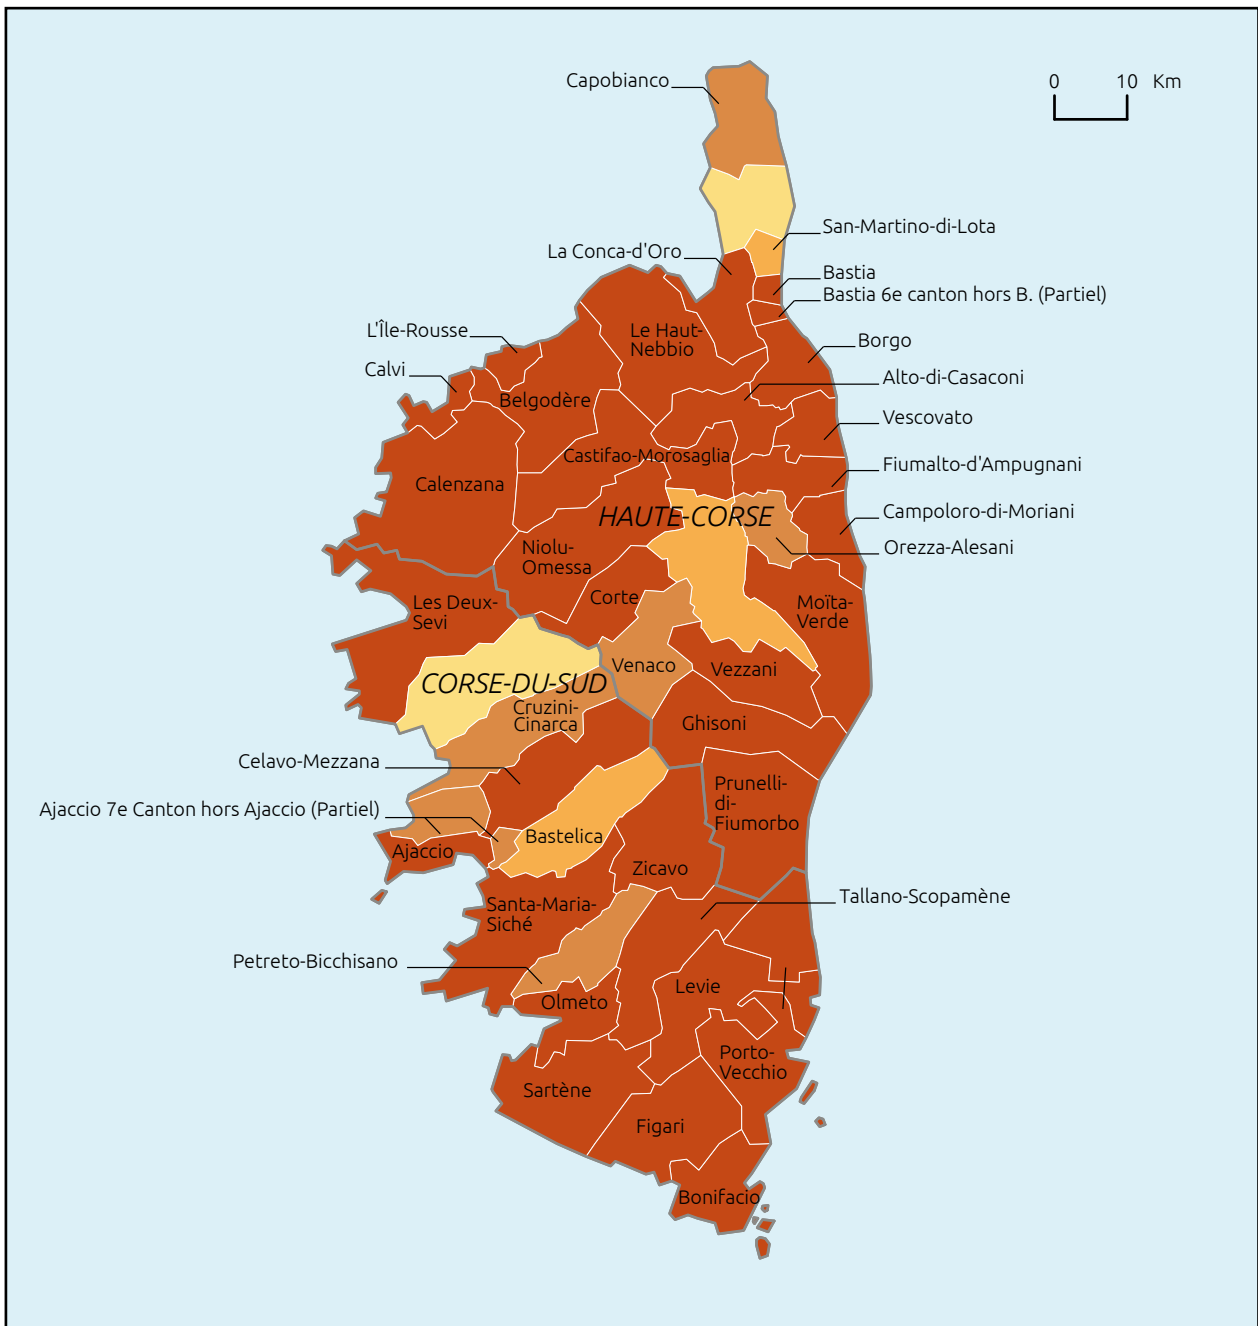 Capobianco
0 10 Km
San-Martino-di-Lota
La Conca-d'Oro
Bastia
Bastia 6e canton hors B. (Partiel)
L'Île-Rousse
Le Haut-
Nebbio
Borgo
Calvi
Alto-di-Casaconi
Belgodère
Vescovato
Castifao-Morosaglia
Fiumalto-d'Ampugnani
Calenzana
HAUTE-CORSE
Campoloro-di-Moriani
Orezza-Alesani
Niolu-
Omessa
Corte
Les Deux-
Sevi
Moïta-
Verde
Venaco
Vezzani
CORSE-DU-SUD
Cruzini-
Cinarca
Ghisoni
Celavo-Mezzana
Prunelli-
di-
Fiumorbo
Ajaccio 7e Canton hors Ajaccio (Partiel)
Bastelica
Ajaccio
Zicavo
Tallano-Scopamène
Santa-Maria-
Siché
Petreto-Bicchisano
Levie
Olmeto
Porto-
Vecchio
Sartène
Figari
Bonifacio